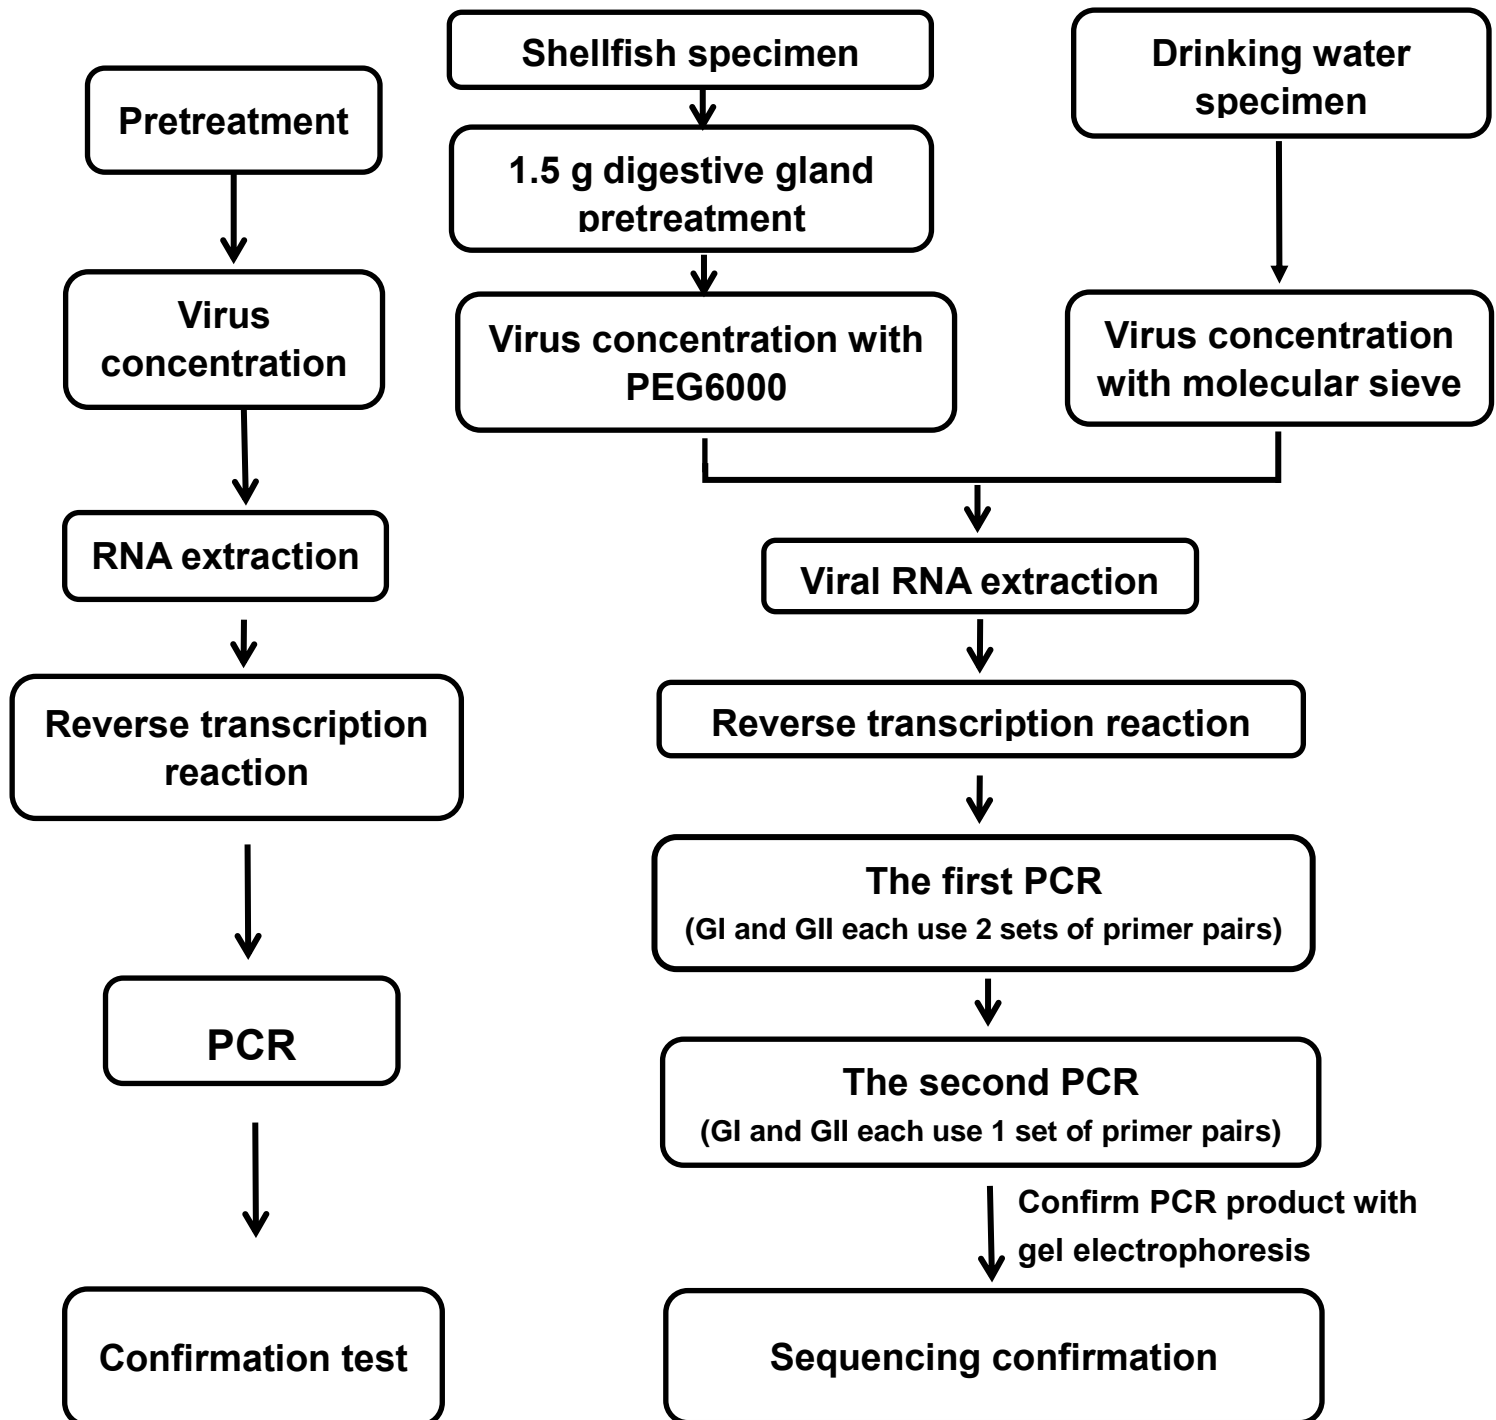 Pretreatment
Virus
concentration
RNA extraction
Reverse transcription
reaction
PCR
Confirmation test
Shellfish specimen
1.5 g digestive gland
pretreatment
Virus concentration with
PEG6000
Drinking water
specimen
Virus concentration
with molecular sieve
Viral RNA extraction
Reverse transcription reaction
The first PCR
(GI and GII each use 2 sets of primer pairs)
The second PCR
(GI and GII each use 1 set of primer pairs)
Confirm PCR product with
gel electrophoresis
Sequencing confirmation